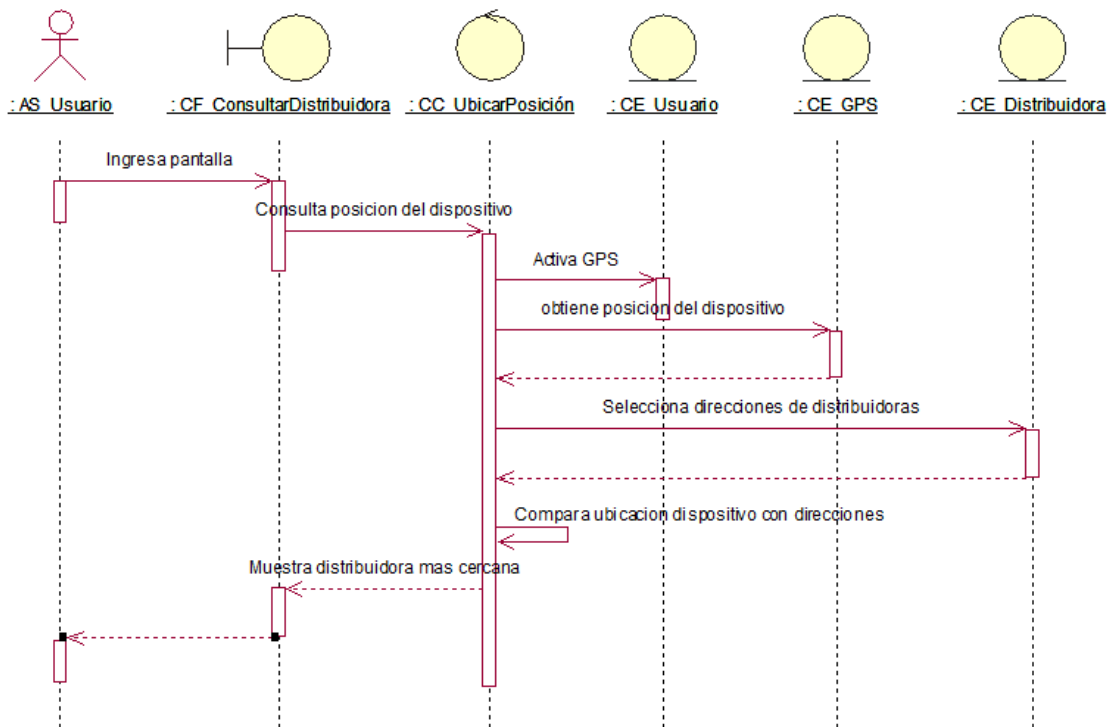 : AS_Usuario
: CF_ConsultarDistribuidora
: CC_UbicarPosición
: CE_Usuario
: CE_GPS
: CE_Distribuidora
Ingresa pantalla
Consulta posicion del dispositivo
Activa GPS
obtiene posicion del dispositivo
Selecciona direcciones de distribuidoras
Compara ubicacion dispositivo con direcciones
Muestra distribuidora mas cercana